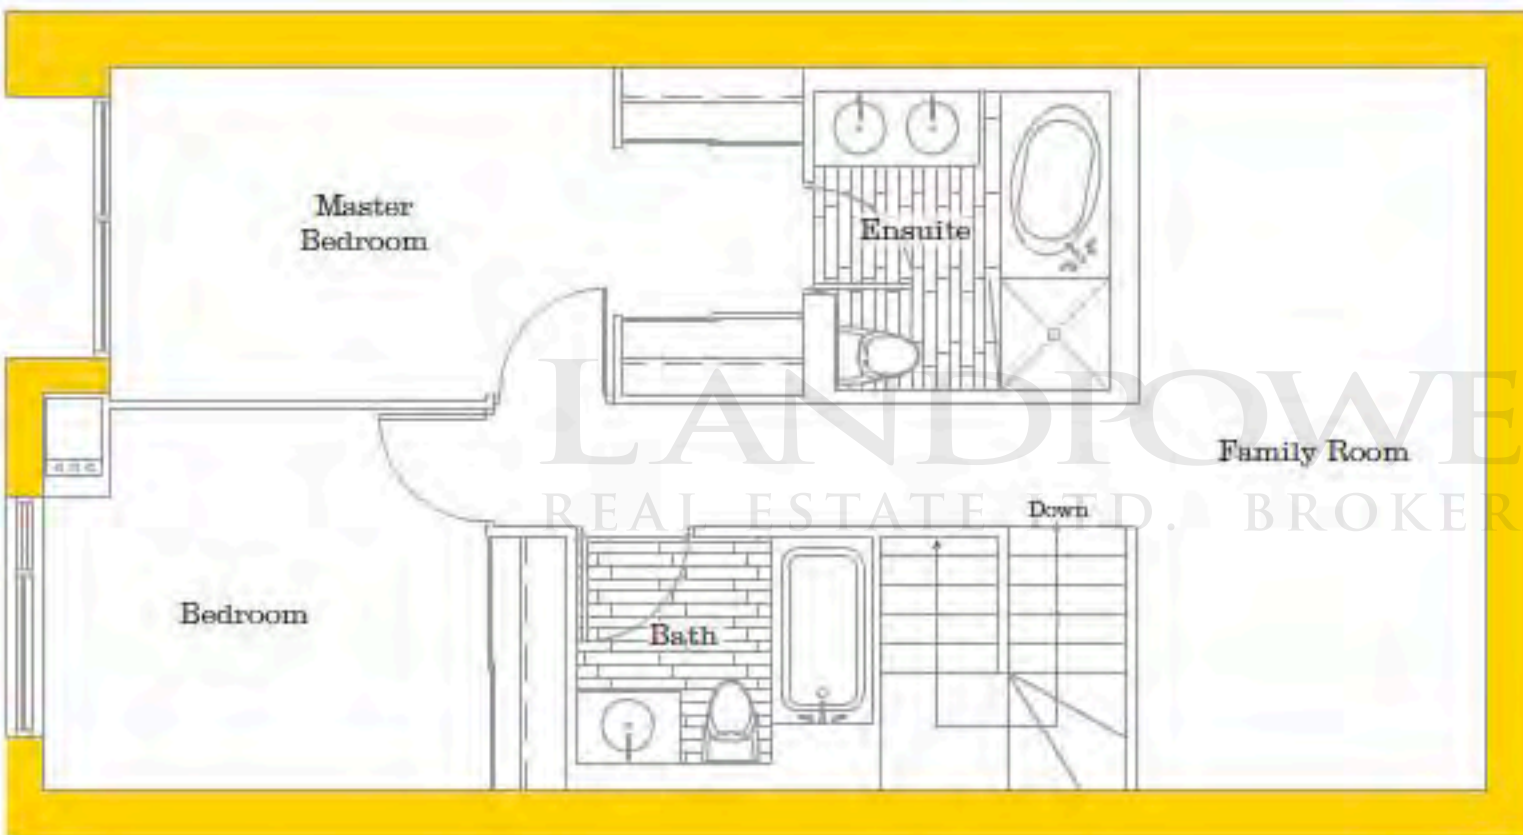 Master
Bedroom
Ensuite
LANDPOWE
Family Room
REAL ESTATE LTD. BROKER
Down
Bedroom
Bath